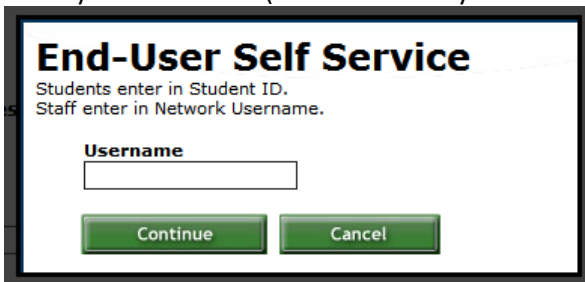 End-User Self Service
Students enter in Student ID.
Staff enter in Network Username.
Username
Continue Cancel